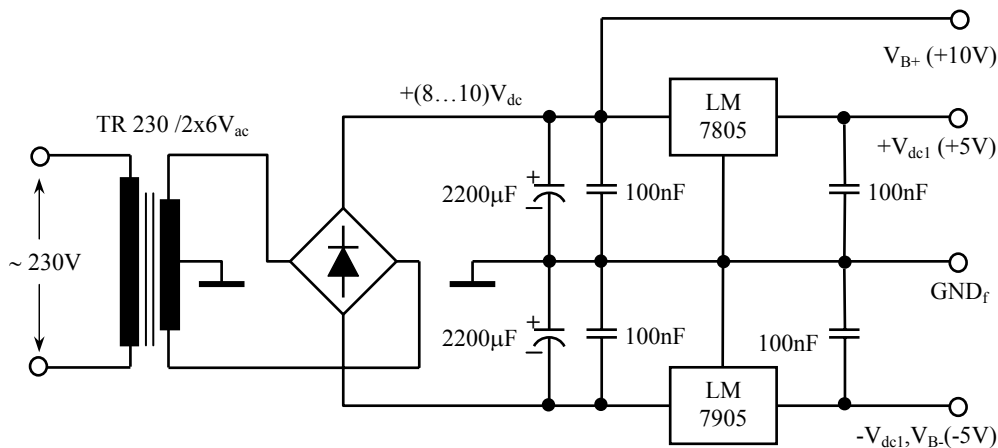 V_B+ (+10V)
+(8…10)V_dc
LM
7805
TR 230 /2x6V_ac
+V_dc1 (+5V)
+
2200μF
−
100nF
100nF
~ 230V
GND_f
+
2200μF
−
100nF
100nF
LM
7905
-V_dc1,V_B-(-5V)